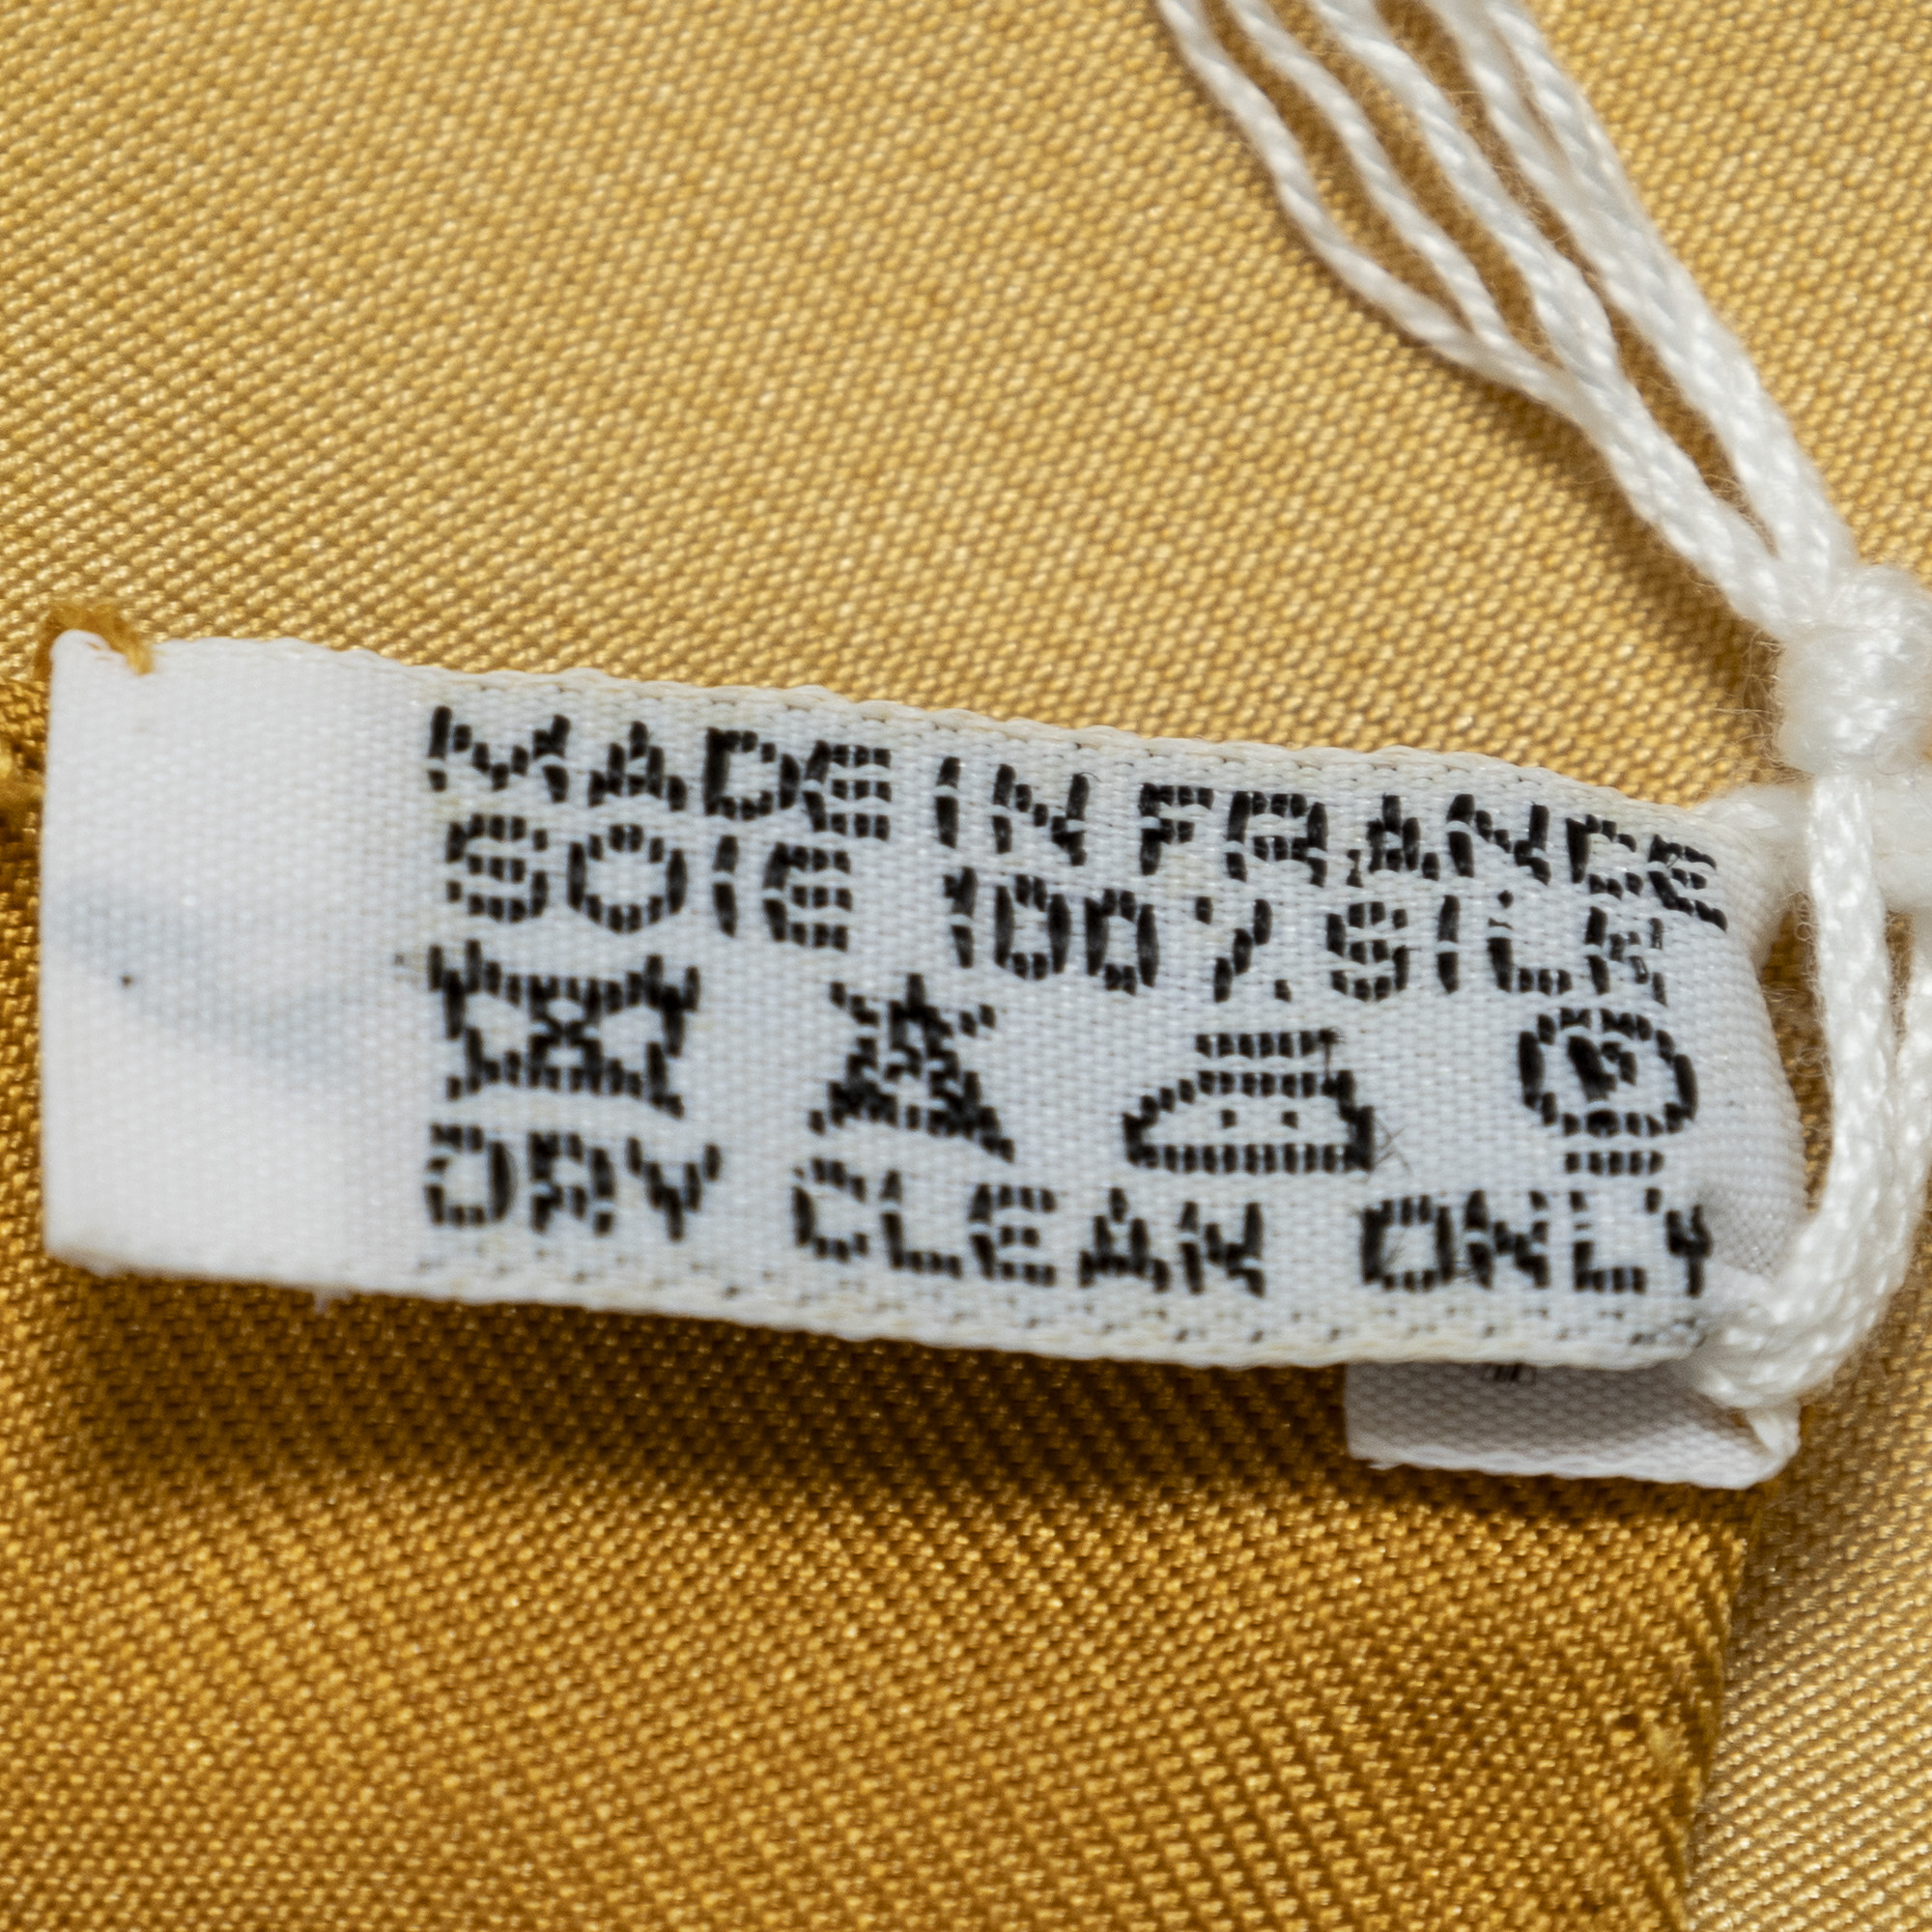 MADE IN FRANCE
SOIE 100% SILK
P
DRY CLEAN ONLY